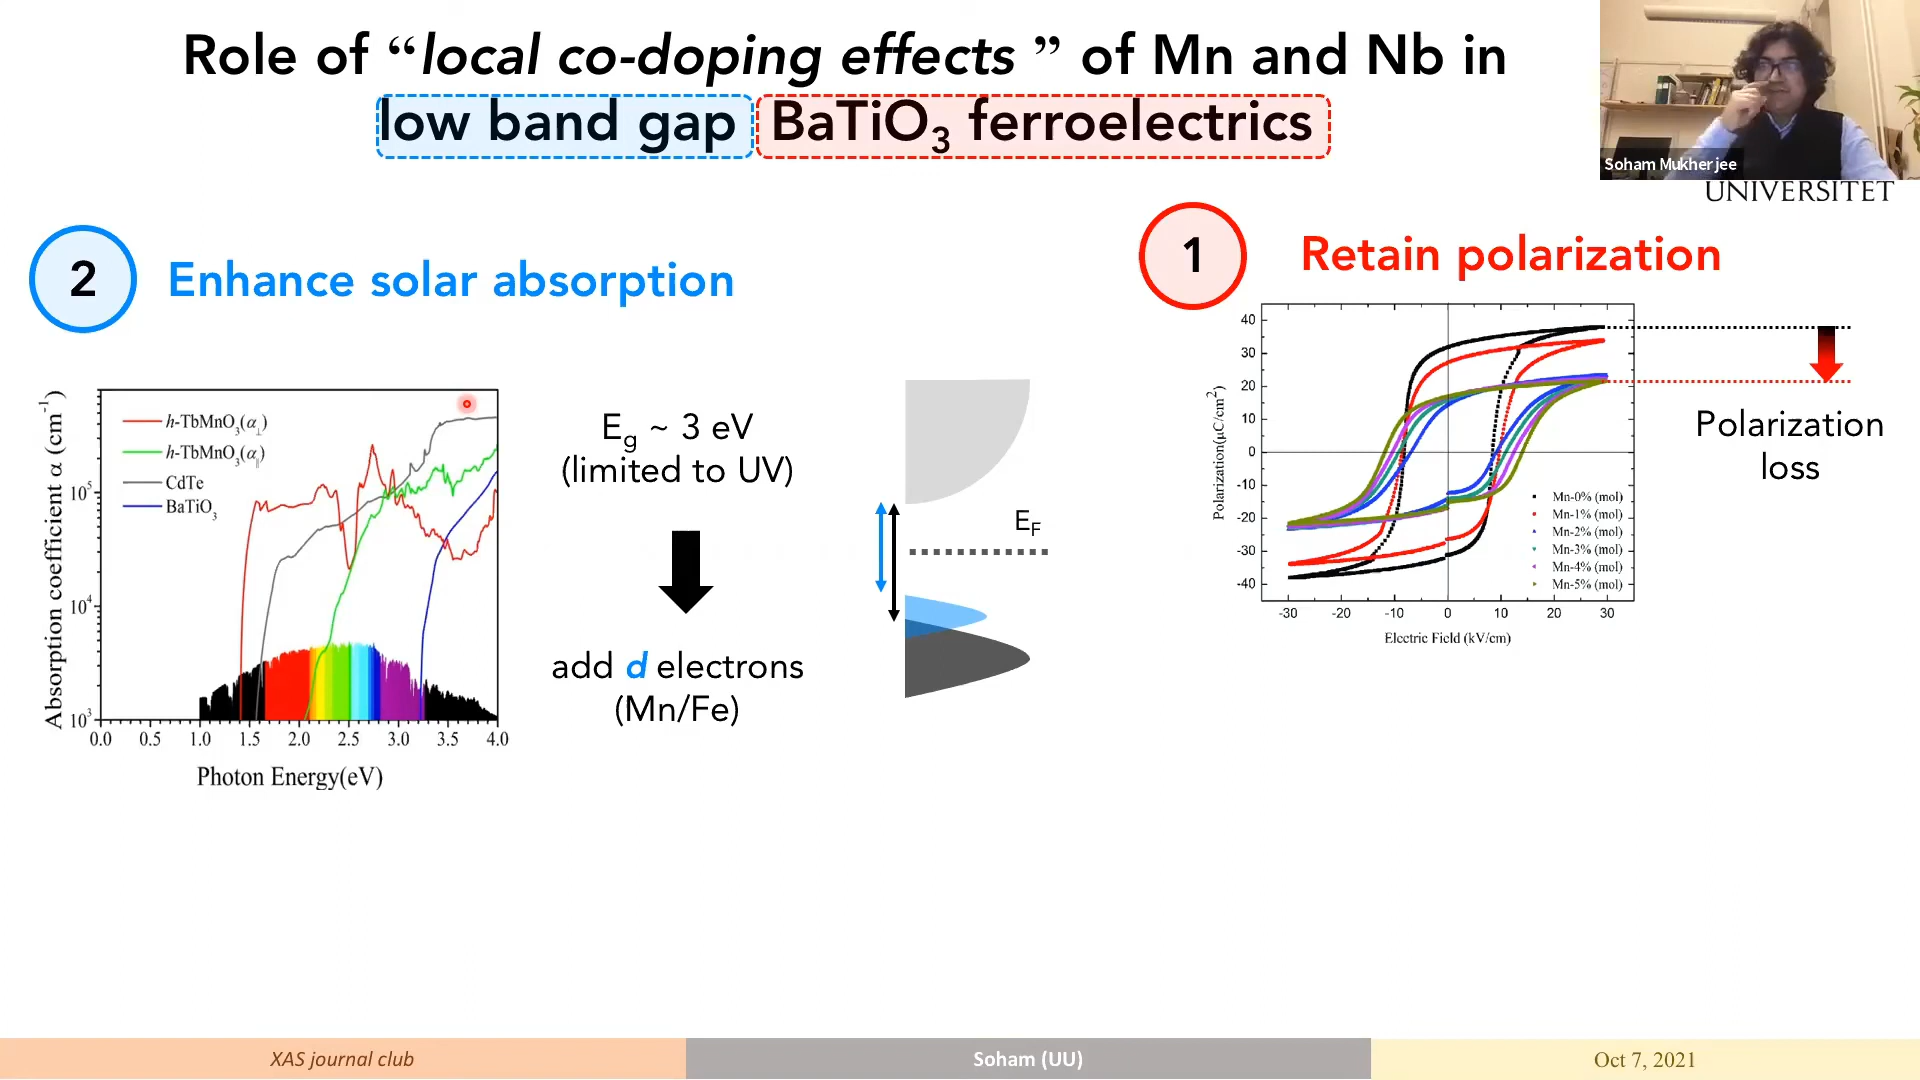 Role of “local co-doping effects ” of Mn and Nb in
low band gap BaTiO3 ferroelectrics
Soham Mukherjee
UNIVERSITET
2
Enhance solar absorption
1
Retain polarization
Absorption coefficient α (cm-1)
h-TbMnO3(α⊥)
h-TbMnO3(α∥)
CdTe
BaTiO3
10^5
10^4
10^3
0.0 0.5 1.0 1.5 2.0 2.5 3.0 3.5 4.0
Photon Energy(eV)
Eg ~ 3 eV
(limited to UV)
add d electrons
(Mn/Fe)
EF
Polarization(μC/cm2)
40
30
20
10
0
-10
-20
-30
-40
Mn-0% (mol)
Mn-1% (mol)
Mn-2% (mol)
Mn-3% (mol)
Mn-4% (mol)
Mn-5% (mol)
-30 -20 -10 0 10 20 30
Electric Field (kV/cm)
Polarization
loss
XAS journal club
Soham (UU)
Oct 7, 2021